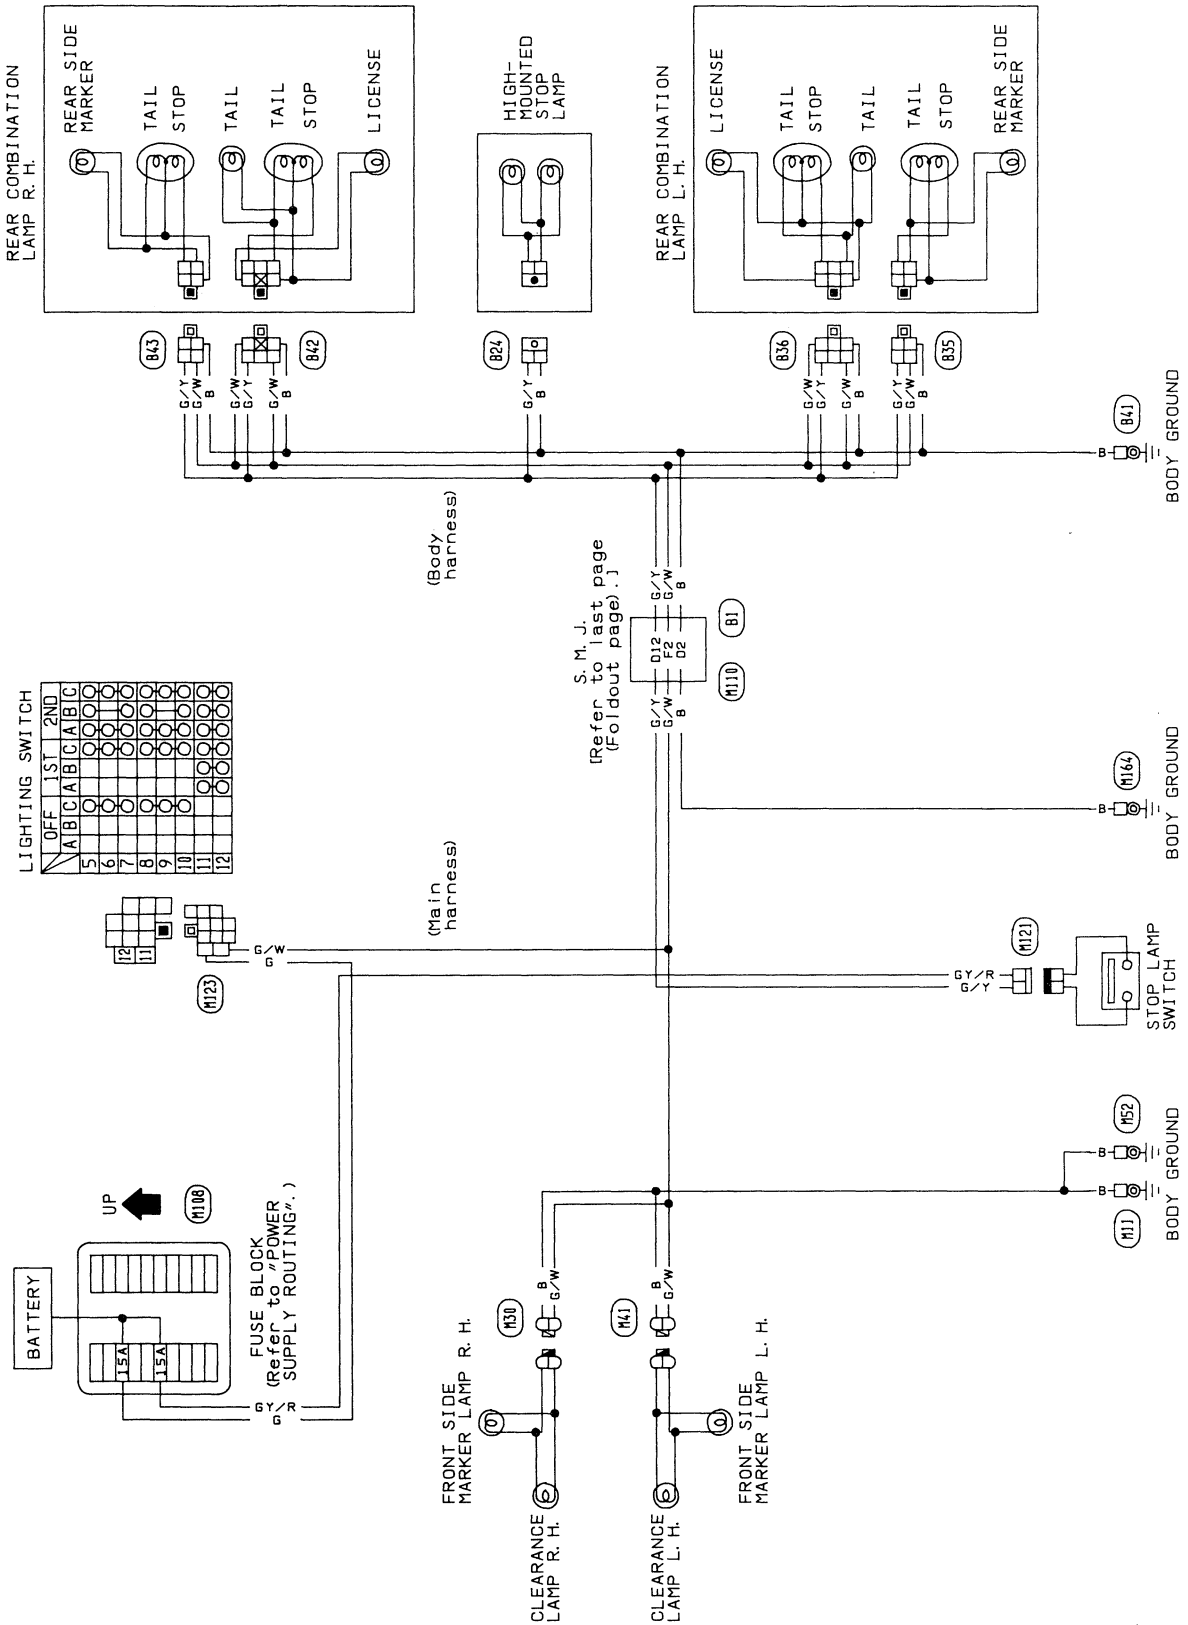 REAR COMBINATION
LAMP R. H.
REAR SIDE
MARKER
TAIL
STOP
TAIL
TAIL
STOP
LICENSE
HIGH-
MOUNTED
STOP
LAMP
REAR COMBINATION
LAMP L. H.
LICENSE
TAIL
STOP
TAIL
TAIL
STOP
REAR SIDE
MARKER
B43
B42
B24
B36
B35
G/Y
G/W
B
G/W
G/Y
G/W
B
G/Y
B
G/W
G/Y
G/W
B
G/Y
G/W
B
B41
B
BODY GROUND
(Body
harness)
S. M. J.
[Refer to last page
(Foldout page).]
G/Y
G/W
B
D12
F2
D2
B1
M110
G/Y
G/W
B
M164
B
BODY GROUND
LIGHTING SWITCH
OFF 1ST 2ND
A B C A B C A B C
5
6
7
8
9
10
11
12
12
11
M123
G/W
G
(Main
harness)
M121
GY/R
G/Y
STOP LAMP
SWITCH
M52
B
M11
B
BODY GROUND
BATTERY
UP
M108
15A
15A
FUSE BLOCK
(Refer to "POWER
SUPPLY ROUTING".)
GY/R
G
M30
B
G/W
M41
B
G/W
FRONT SIDE
MARKER LAMP R. H.
CLEARANCE
LAMP R. H.
CLEARANCE
LAMP L. H.
FRONT SIDE
MARKER LAMP L. H.